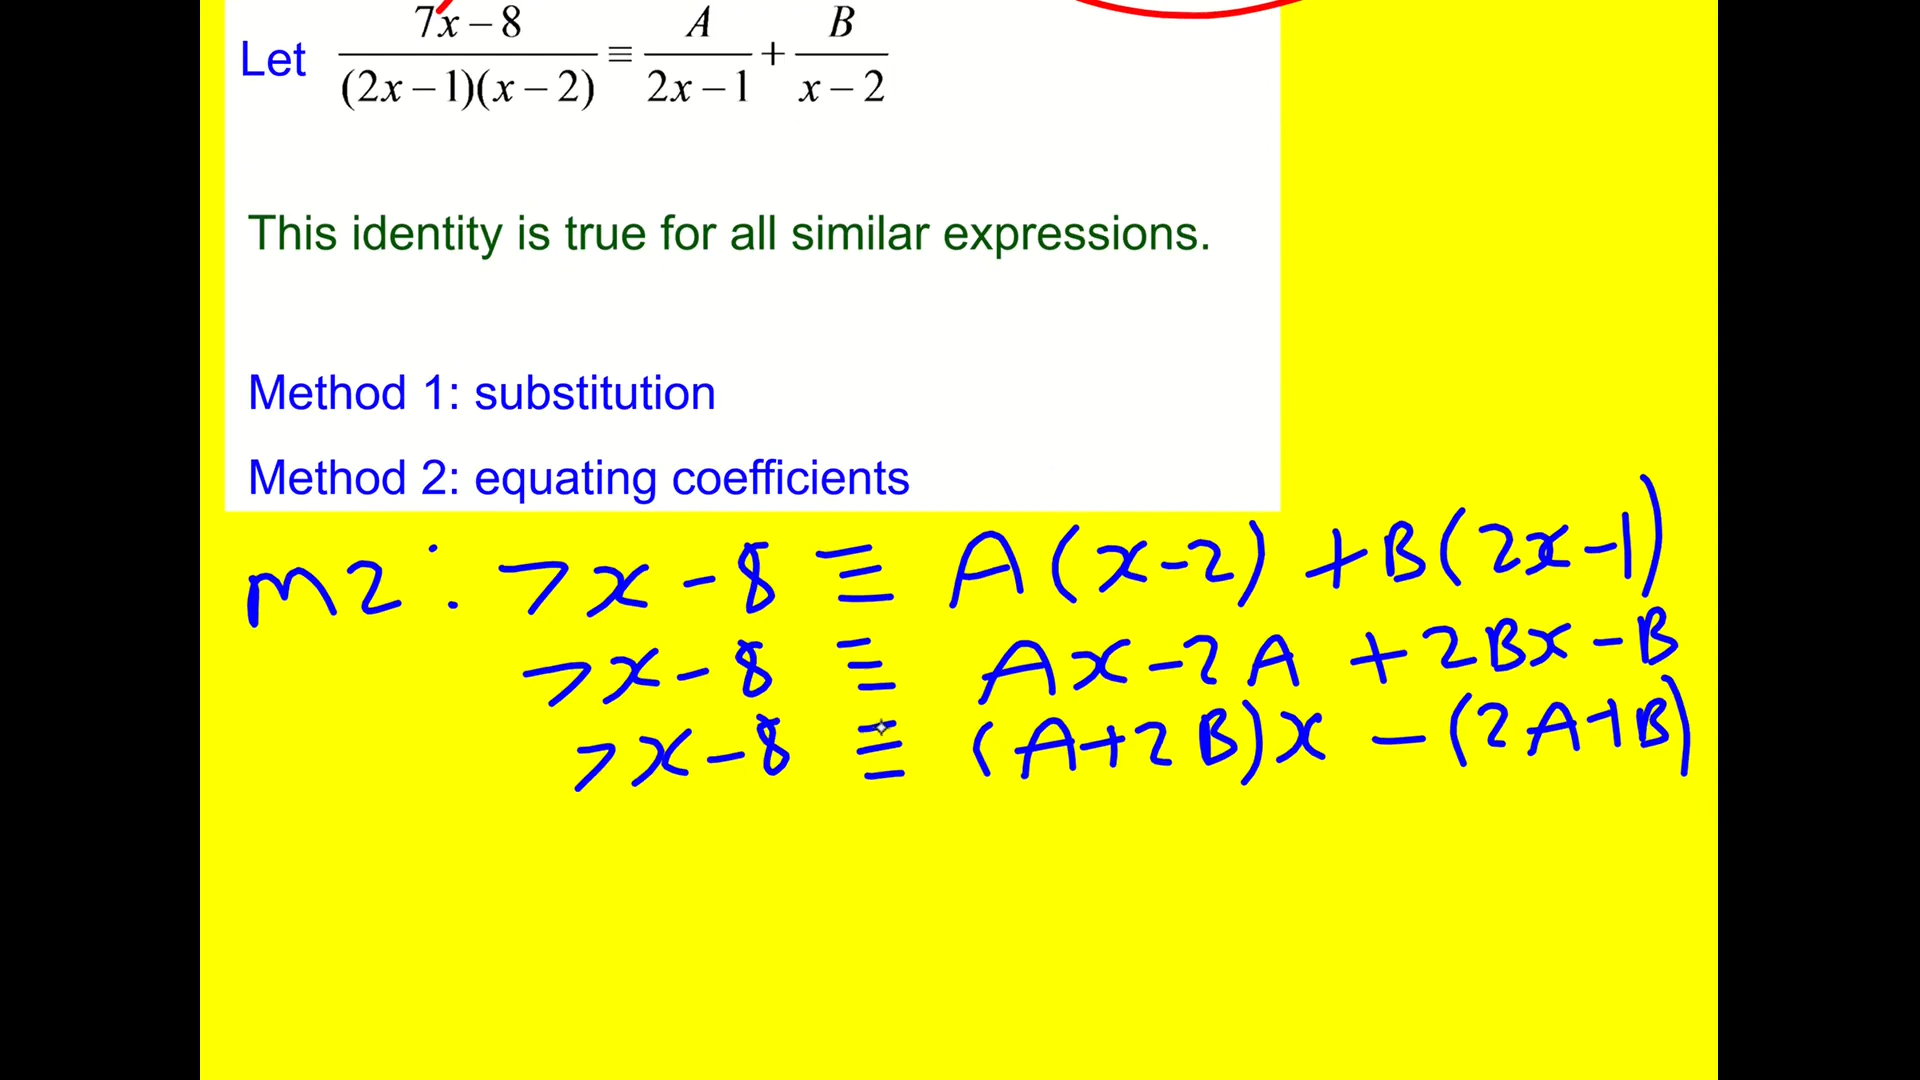 Let (7x − 8)/((2x − 1)(x − 2)) ≡ A/(2x − 1) + B/(x − 2)
This identity is true for all similar expressions.
Method 1: substitution
Method 2: equating coefficients
M2: 7x - 8 ≡ A(x-2) + B(2x-1)
7x - 8 ≡ Ax - 2A + 2Bx - B
7x - 8 ≡ (A+2B)x - (2A+B)